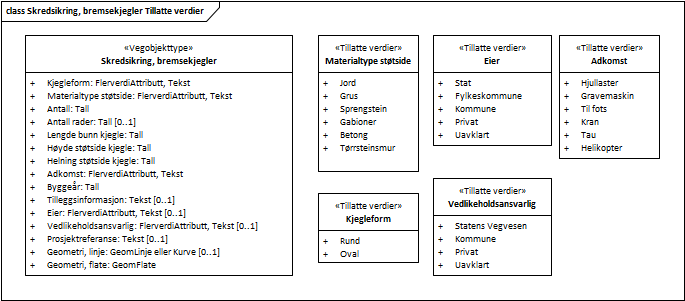 class Skredsikring, bremsekjegler Tillatte verdier
«Vegobjekttype»
Skredsikring, bremsekjegler
+ Kjegleform: FlerverdiAttributt, Tekst
+ Materialtype støtside: FlerverdiAttributt, Tekst
+ Antall: Tall
+ Antall rader: Tall [0..1]
+ Lengde bunn kjegle: Tall
+ Høyde støtside kjegle: Tall
+ Helning støtside kjegle: Tall
+ Adkomst: FlerverdiAttributt, Tekst
+ Byggeår: Tall
+ Tilleggsinformasjon: Tekst [0..1]
+ Eier: FlerverdiAttributt, Tekst [0..1]
+ Vedlikeholdsansvarlig: FlerverdiAttributt, Tekst [0..1]
+ Prosjektreferanse: Tekst [0..1]
+ Geometri, linje: GeomLinje eller Kurve [0..1]
+ Geometri, flate: GeomFlate
«Tillatte verdier»
Materialtype støtside
+ Jord
+ Grus
+ Sprengstein
+ Gabioner
+ Betong
+ Tørrsteinsmur
«Tillatte verdier»
Eier
+ Stat
+ Fylkeskommune
+ Kommune
+ Privat
+ Uavklart
«Tillatte verdier»
Adkomst
+ Hjullaster
+ Gravemaskin
+ Til fots
+ Kran
+ Tau
+ Helikopter
«Tillatte verdier»
Kjegleform
+ Rund
+ Oval
«Tillatte verdier»
Vedlikeholdsansvarlig
+ Statens Vegvesen
+ Kommune
+ Privat
+ Uavklart